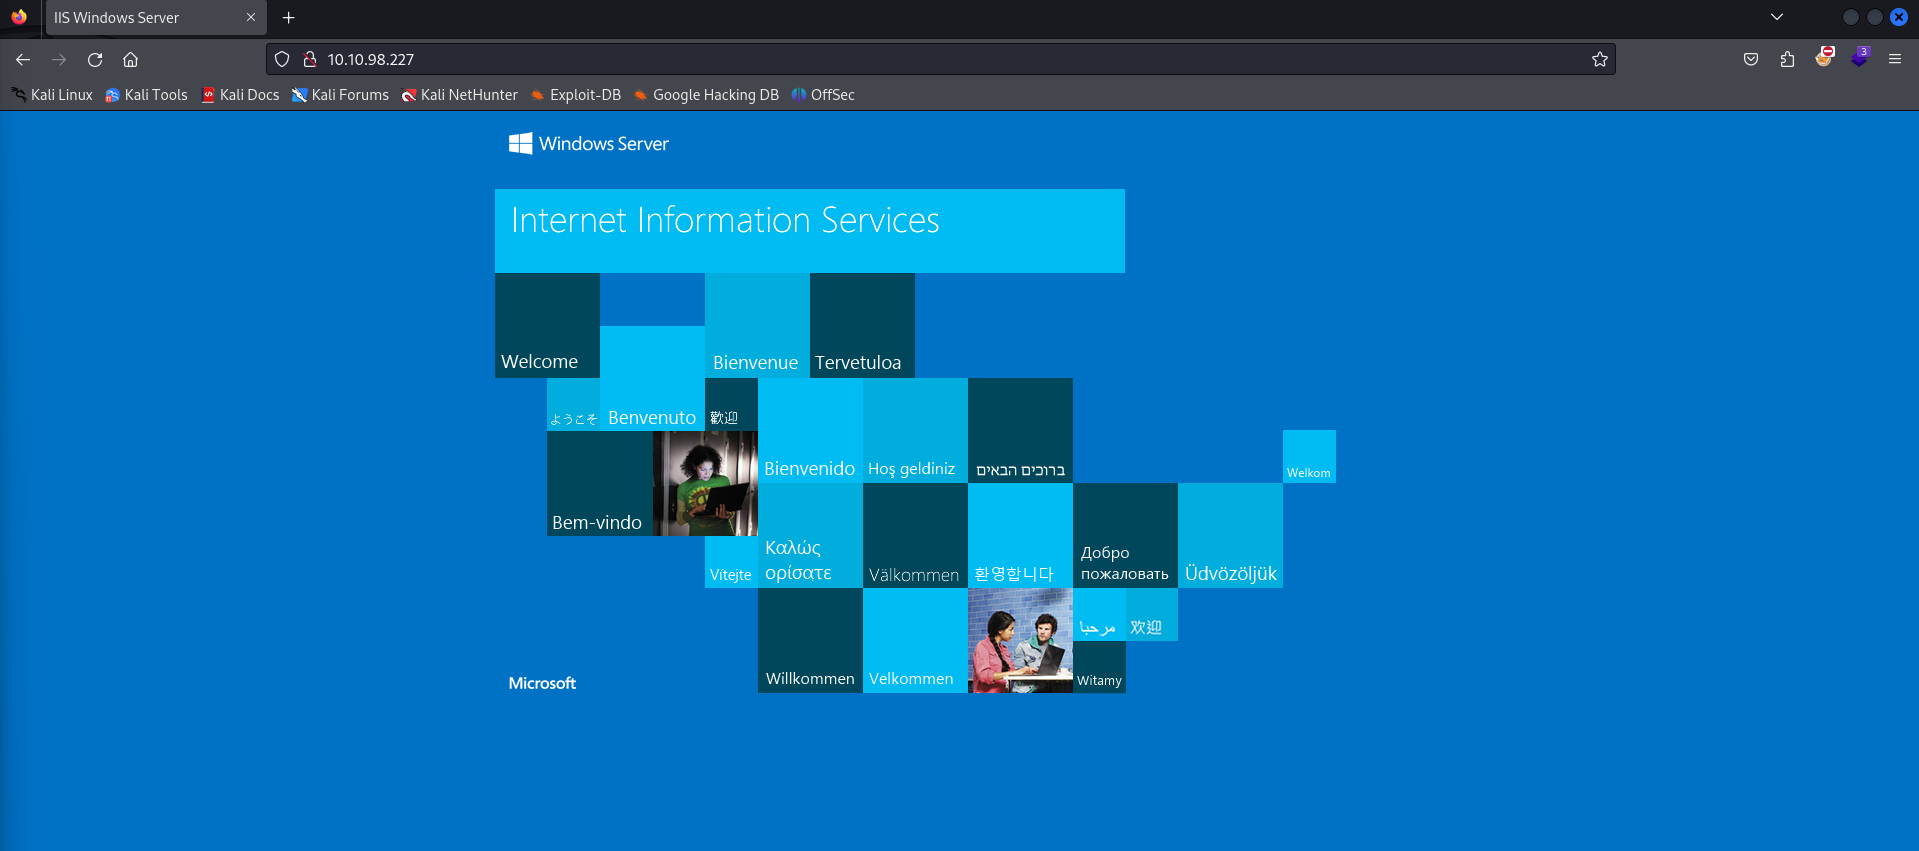 IIS Windows Server
10.10.98.227
3
Kali Linux
Kali Tools
Kali Docs
Kali Forums
Kali NetHunter
Exploit-DB
Google Hacking DB
OffSec
Windows Server
Internet Information Services
Welcome
Bienvenue
Tervetuloa
ようこそ
Benvenuto
歡迎
Bienvenido
Hoş geldiniz
ברוכים הבאים
Welkom
Bem-vindo
Vítejte
Καλώς
ορίσατε
Välkommen
환영합니다
Добро
пожаловать
Üdvözöljük
مرحبا
欢迎
Willkommen
Velkommen
Witamy
Microsoft